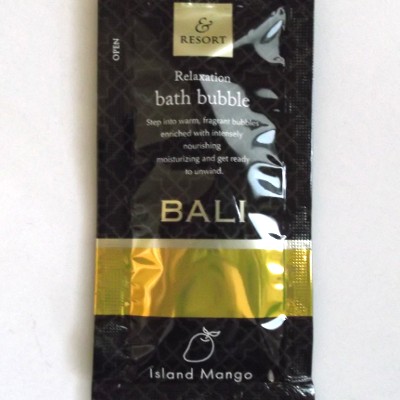 &
RESORT
OPEN
Relaxation
bath bubble
Step into warm, fragrant bubbles
enriched with intensely
nourishing
moisturizing and get ready
to unwind.
BALI
Island Mango